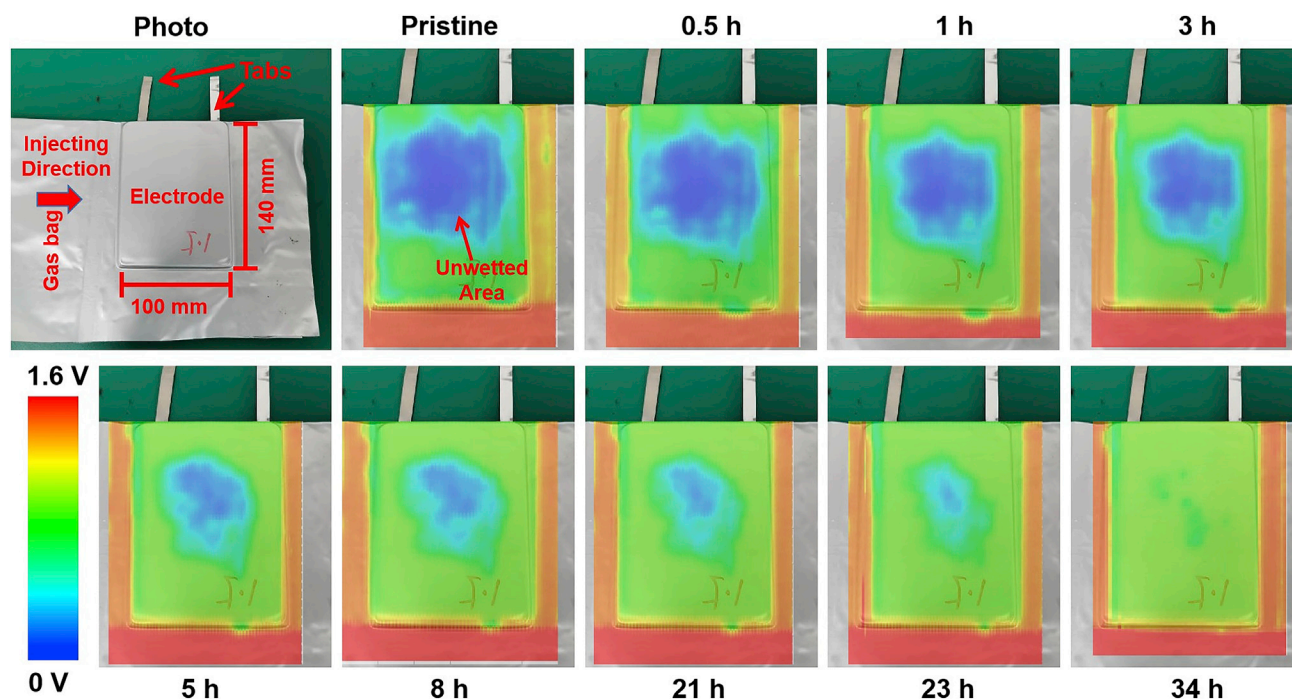 Photo
Pristine
0.5 h
1 h
3 h
Tabs
Injecting
Direction
Gas bag
Electrode
140 mm
100 mm
Unwetted
Area
1.6 V
0 V
5 h
8 h
21 h
23 h
34 h